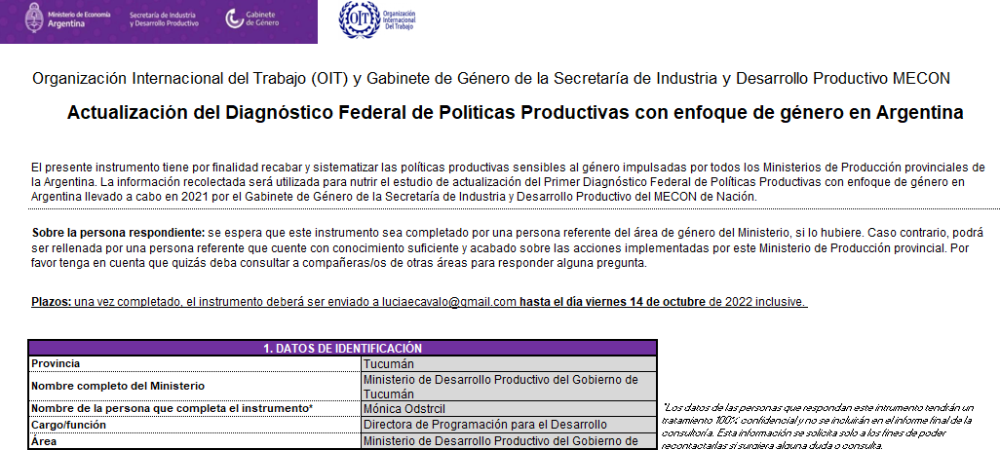 Ministerio de Economía
Argentina
Secretaría de Industria
y Desarrollo Productivo
Gabinete
de Género
OIT
Organización
Internacional
Del Trabajo
Organización Internacional del Trabajo (OIT) y Gabinete de Género de la Secretaría de Industria y Desarrollo Productivo MECON
Actualización del Diagnóstico Federal de Políticas Productivas con enfoque de género en Argentina
El presente instrumento tiene por finalidad recabar y sistematizar las políticas productivas sensibles al género impulsadas por todos los Ministerios de Producción provinciales de
la Argentina. La información recolectada será utilizada para nutrir el estudio de actualización del Primer Diagnóstico Federal de Políticas Productivas con enfoque de género en
Argentina llevado a cabo en 2021 por el Gabinete de Género de la Secretaría de Industria y Desarrollo Productivo del MECON de Nación.
Sobre la persona respondiente: se espera que este instrumento sea completado por una persona referente del área de género del Ministerio, si lo hubiere. Caso contrario, podrá
ser rellenada por una persona referente que cuente con conocimiento suficiente y acabado sobre las acciones implementadas por este Ministerio de Producción provincial. Por
favor tenga en cuenta que quizás deba consultar a compañeras/os de otras áreas para responder alguna pregunta.
Plazos: una vez completado, el instrumento deberá ser enviado a luciaecavalo@gmail.com hasta el día viernes 14 de octubre de 2022 inclusive.
1. DATOS DE IDENTIFICACIÓN
Provincia Tucumán
Nombre completo del Ministerio Ministerio de Desarrollo Productivo del Gobierno de
Tucumán
Nombre de la persona que completa el instrumento* Mónica Odstrcil
Cargo/función Directora de Programación para el Desarrollo
Área Ministerio de Desarrollo Productivo del Gobierno de
*Los datos de las personas que respondan este intrumento tendrán un
tratamiento 100% confidencial y no se incluirán en el informe final de la
consultoría. Esta información se solicita solo a los fines de poder
recontactarlas si surgiera alguna duda o consulta.